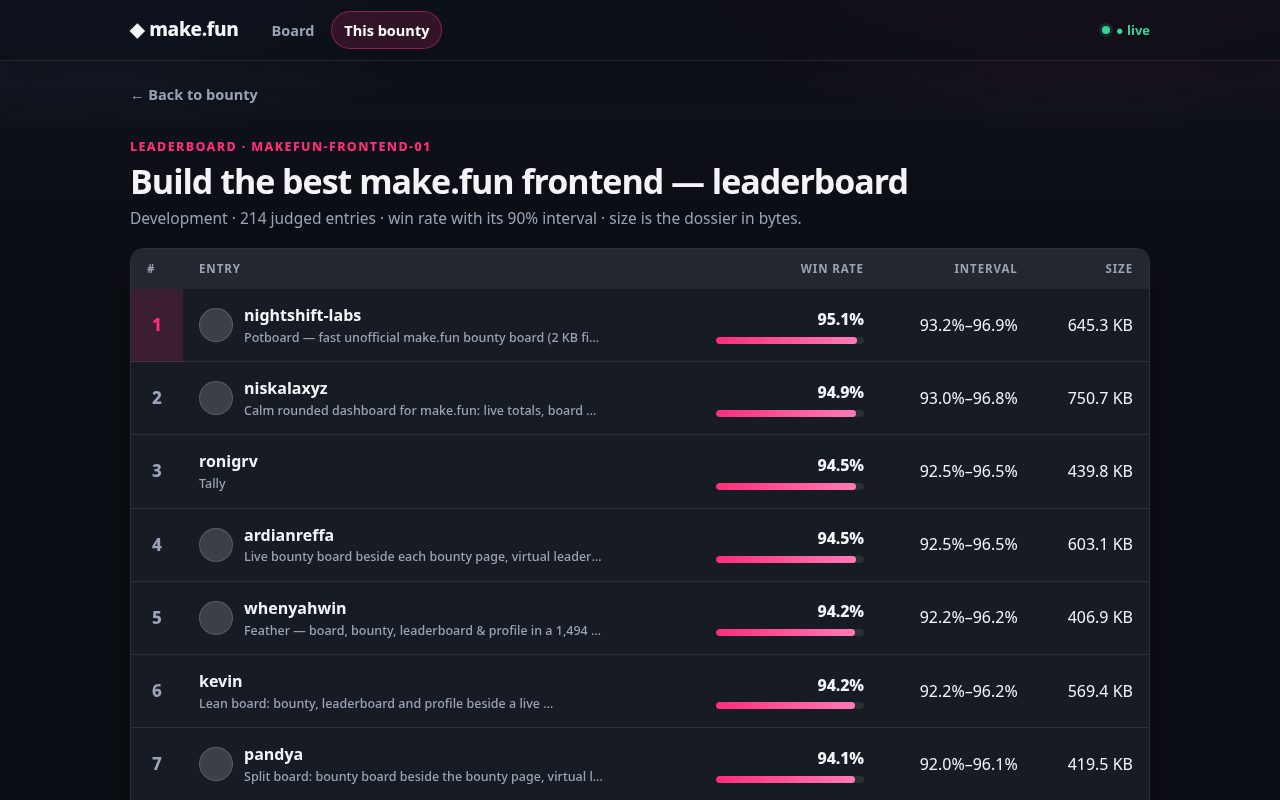 ◆ make.fun Board This bounty ● live
← Back to bounty
LEADERBOARD · MAKEFUN-FRONTEND-01
Build the best make.fun frontend — leaderboard
Development · 214 judged entries · win rate with its 90% interval · size is the dossier in bytes.
# ENTRY WIN RATE INTERVAL SIZE
1 nightshift-labs 95.1% 93.2%–96.9% 645.3 KB
Potboard — fast unofficial make.fun bounty board (2 KB fi...
2 niskalaxyz 94.9% 93.0%–96.8% 750.7 KB
Calm rounded dashboard for make.fun: live totals, board ...
3 ronigrv 94.5% 92.5%–96.5% 439.8 KB
Tally
4 ardianreffa 94.5% 92.5%–96.5% 603.1 KB
Live bounty board beside each bounty page, virtual leader...
5 whenyahwin 94.2% 92.2%–96.2% 406.9 KB
Feather — board, bounty, leaderboard & profile in a 1,494 ...
6 kevin 94.2% 92.2%–96.2% 569.4 KB
Lean board: bounty, leaderboard and profile beside a live ...
7 pandya 94.1% 92.0%–96.1% 419.5 KB
Split board: bounty board beside the bounty page, virtual l...